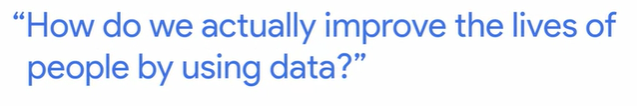 “How do we actually improve the lives of
people by using data?”